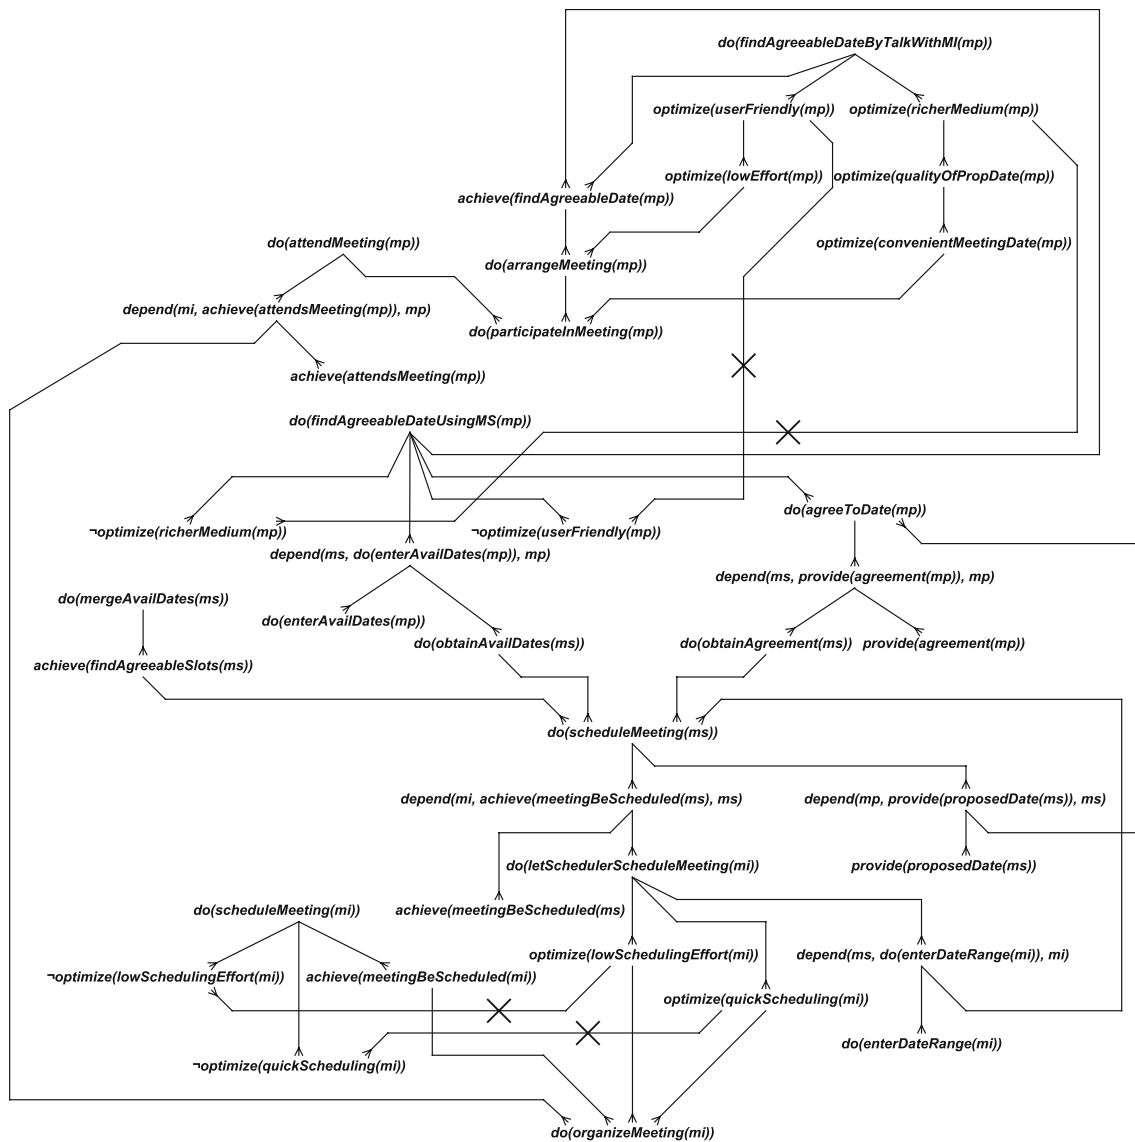 do(findAgreeableDateByTalkWithMI(mp))
optimize(userFriendly(mp))
optimize(richerMedium(mp))
optimize(lowEffort(mp))
optimize(qualityOfPropDate(mp))
achieve(findAgreeableDate(mp))
do(attendMeeting(mp))
optimize(convenientMeetingDate(mp))
do(arrangeMeeting(mp))
depend(mi, achieve(attendsMeeting(mp)), mp)
do(participateInMeeting(mp))
achieve(attendsMeeting(mp))
do(findAgreeableDateUsingMS(mp))
do(agreeToDate(mp))
¬optimize(richerMedium(mp))
¬optimize(userFriendly(mp))
depend(ms, do(enterAvailDates(mp)), mp)
depend(ms, provide(agreement(mp)), mp)
do(mergeAvailDates(ms))
do(enterAvailDates(mp))
do(obtainAvailDates(ms))
do(obtainAgreement(ms))
provide(agreement(mp))
achieve(findAgreeableSlots(ms))
do(scheduleMeeting(ms))
depend(mi, achieve(meetingBeScheduled(ms), ms)
depend(mp, provide(proposedDate(ms)), ms)
do(letSchedulerScheduleMeeting(mi))
provide(proposedDate(ms))
do(scheduleMeeting(mi))
achieve(meetingBeScheduled(ms)
optimize(lowSchedulingEffort(mi))
depend(ms, do(enterDateRange(mi)), mi)
¬optimize(lowSchedulingEffort(mi))
achieve(meetingBeScheduled(mi))
optimize(quickScheduling(mi))
do(enterDateRange(mi))
¬optimize(quickScheduling(mi))
do(organizeMeeting(mi))